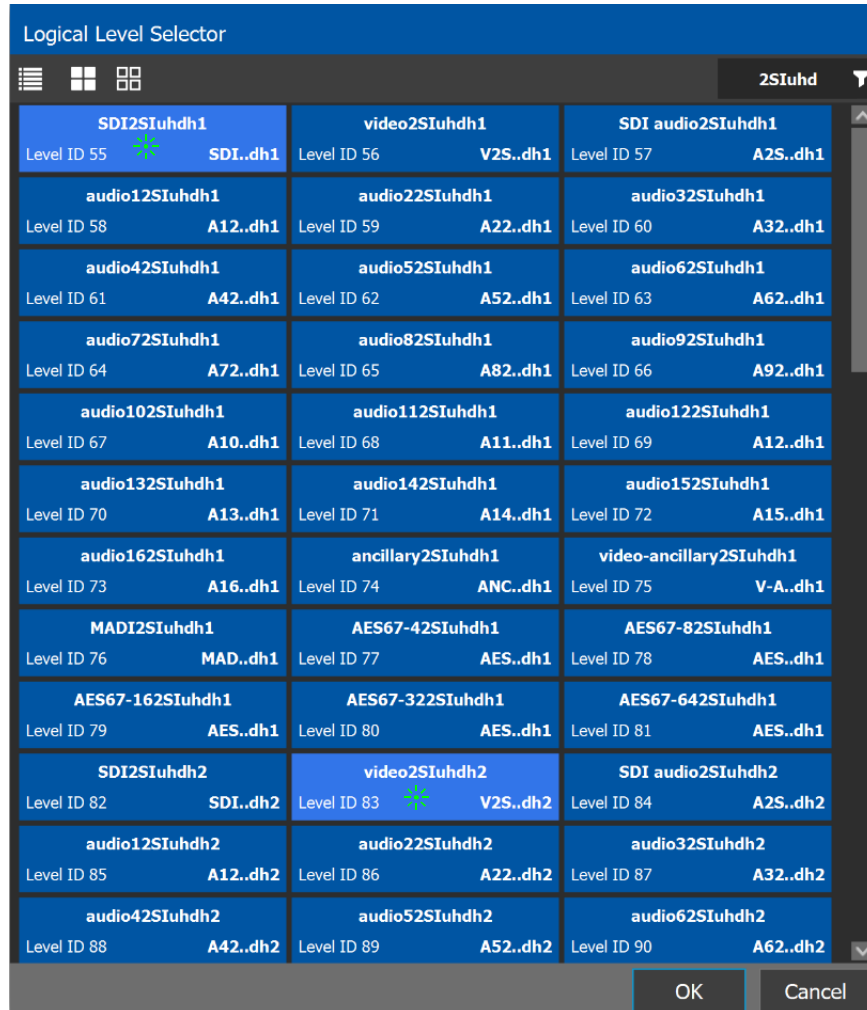 Logical Level Selector
2SIuhd
SDI2SIuhdh1 video2SIuhdh1 SDI audio2SIuhdh1
Level ID 55 SDI..dh1 Level ID 56 V2S..dh1 Level ID 57 A2S..dh1
audio12SIuhdh1 audio22SIuhdh1 audio32SIuhdh1
Level ID 58 A12..dh1 Level ID 59 A22..dh1 Level ID 60 A32..dh1
audio42SIuhdh1 audio52SIuhdh1 audio62SIuhdh1
Level ID 61 A42..dh1 Level ID 62 A52..dh1 Level ID 63 A62..dh1
audio72SIuhdh1 audio82SIuhdh1 audio92SIuhdh1
Level ID 64 A72..dh1 Level ID 65 A82..dh1 Level ID 66 A92..dh1
audio102SIuhdh1 audio112SIuhdh1 audio122SIuhdh1
Level ID 67 A10..dh1 Level ID 68 A11..dh1 Level ID 69 A12..dh1
audio132SIuhdh1 audio142SIuhdh1 audio152SIuhdh1
Level ID 70 A13..dh1 Level ID 71 A14..dh1 Level ID 72 A15..dh1
audio162SIuhdh1 ancillary2SIuhdh1 video-ancillary2SIuhdh1
Level ID 73 A16..dh1 Level ID 74 ANC..dh1 Level ID 75 V-A..dh1
MADI2SIuhdh1 AES67-42SIuhdh1 AES67-82SIuhdh1
Level ID 76 MAD..dh1 Level ID 77 AES..dh1 Level ID 78 AES..dh1
AES67-162SIuhdh1 AES67-322SIuhdh1 AES67-642SIuhdh1
Level ID 79 AES..dh1 Level ID 80 AES..dh1 Level ID 81 AES..dh1
SDI2SIuhdh2 video2SIuhdh2 SDI audio2SIuhdh2
Level ID 82 SDI..dh2 Level ID 83 V2S..dh2 Level ID 84 A2S..dh2
audio12SIuhdh2 audio22SIuhdh2 audio32SIuhdh2
Level ID 85 A12..dh2 Level ID 86 A22..dh2 Level ID 87 A32..dh2
audio42SIuhdh2 audio52SIuhdh2 audio62SIuhdh2
Level ID 88 A42..dh2 Level ID 89 A52..dh2 Level ID 90 A62..dh2
OK Cancel